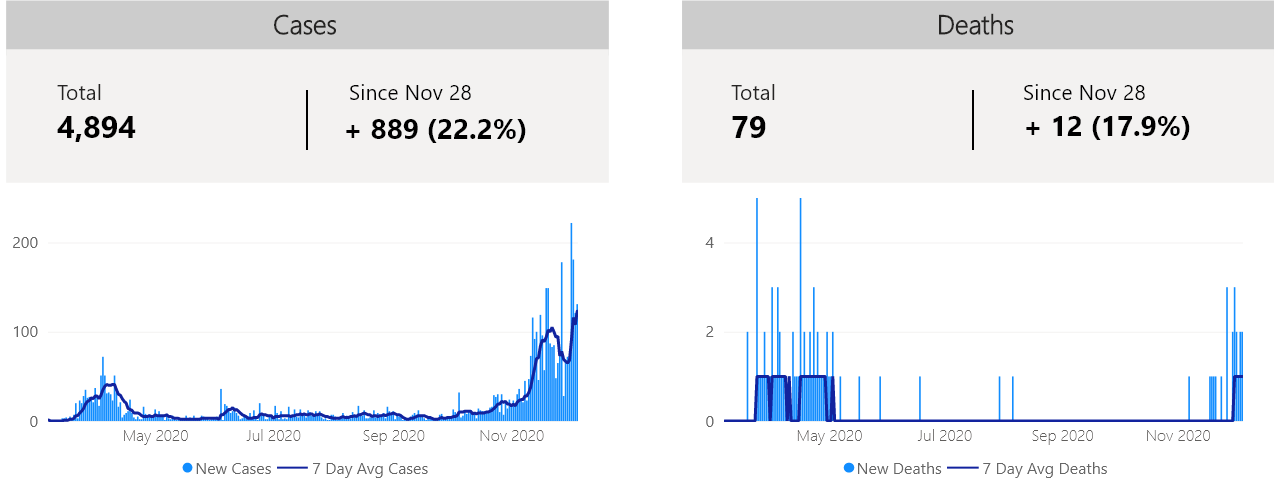 Cases
Total
Since Nov 28
4,894
+ 889 (22.2%)
200
100
0
May 2020
Jul 2020
Sep 2020
Nov 2020
New Cases
7 Day Avg Cases
Deaths
Total
Since Nov 28
79
+ 12 (17.9%)
4
2
0
May 2020
Jul 2020
Sep 2020
Nov 2020
New Deaths
7 Day Avg Deaths